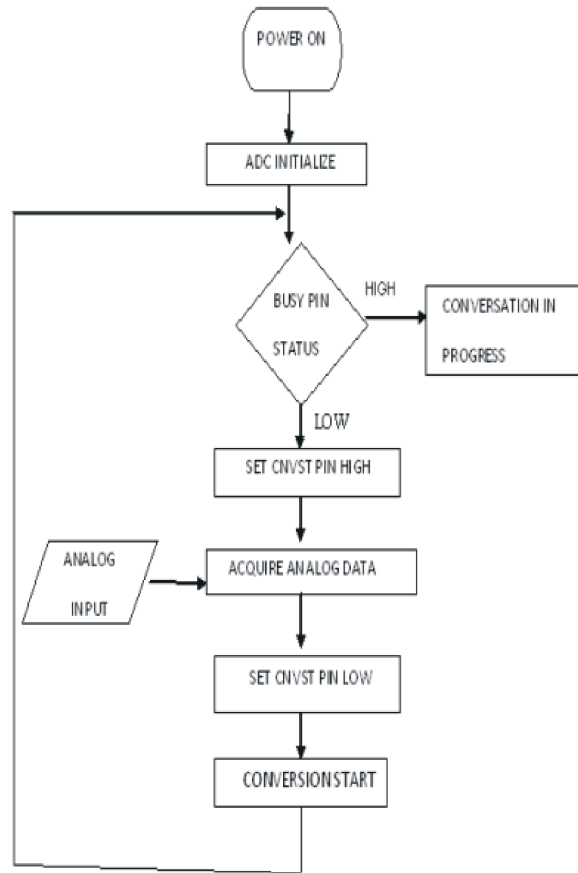 POWER ON
ADC INITIALIZE
BUSY PIN
STATUS
HIGH
CONVERSATION IN
PROGRESS
LOW
SET CNVST PIN HIGH
ANALOG
INPUT
ACQUIRE ANALOG DATA
SET CNVST PIN LOW
CONVERSION START